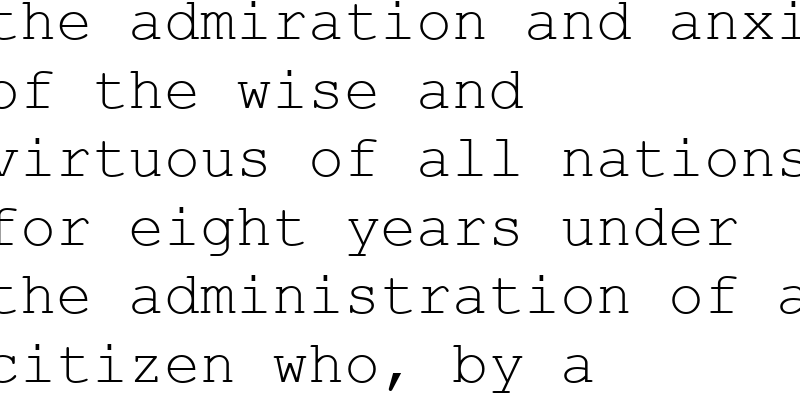 the admiration and anxi
of the wise and
virtuous of all nations
for eight years under
the administration of a
citizen who, by a